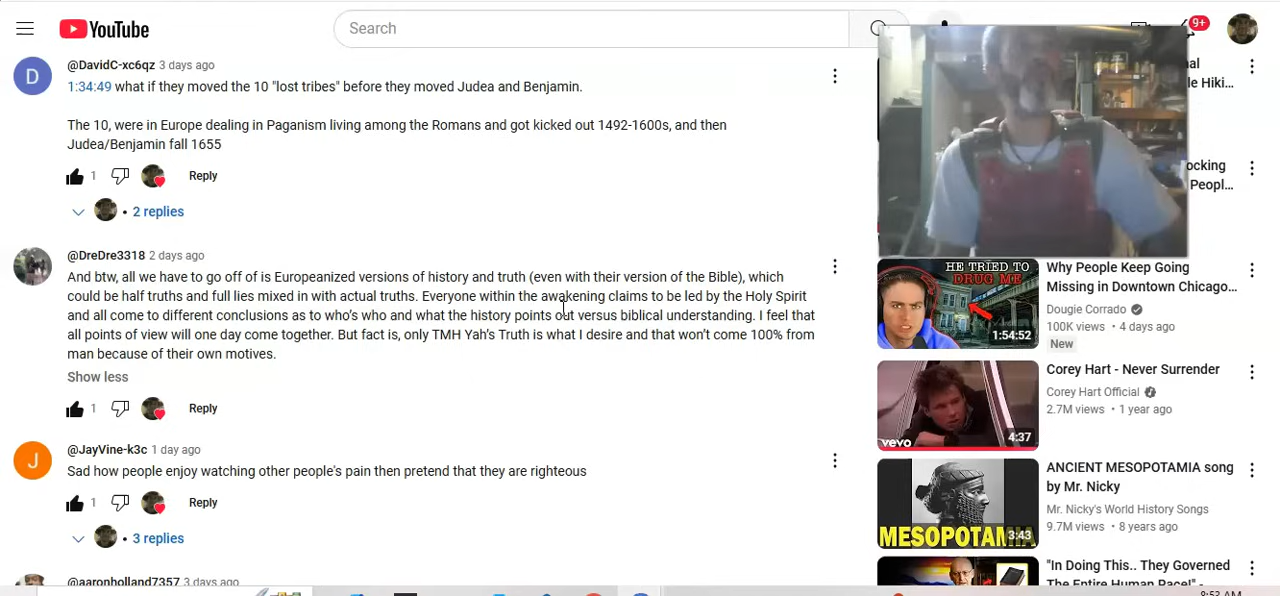 YouTube
Search
9+
@DavidC-xc6qz 3 days ago
1:34:49 what if they moved the 10 "lost tribes" before they moved Judea and Benjamin.
The 10, were in Europe dealing in Paganism living among the Romans and got kicked out 1492-1600s, and then
Judea/Benjamin fall 1655
1
Reply
2 replies
@DreDre3318 2 days ago
And btw, all we have to go off of is Europeanized versions of history and truth (even with their version of the Bible), which
could be half truths and full lies mixed in with actual truths. Everyone within the awakening claims to be led by the Holy Spirit
and all come to different conclusions as to who's who and what the history points out versus biblical understanding. I feel that
all points of view will one day come together. But fact is, only TMH Yah's Truth is what I desire and that won't come 100% from
man because of their own motives.
Show less
1
Reply
@JayVine-k3c 1 day ago
Sad how people enjoy watching other people's pain then pretend that they are righteous
1
Reply
3 replies
@aaronholland7357 3 days ago
D
J
le Hiki...
ocking
Peopl...
HE TRIED TO
DRUG ME
1:54:52
Why People Keep Going
Missing in Downtown Chicago...
Dougie Corrado
100K views • 4 days ago
New
vevo
4:37
Corey Hart - Never Surrender
Corey Hart Official
2.7M views • 1 year ago
MESOPOTAMIA
3:43
ANCIENT MESOPOTAMIA song
by Mr. Nicky
Mr. Nicky's World History Songs
9.7M views • 8 years ago
"In Doing This.. They Governed
The Entire Human Race!" -
8:53 AM